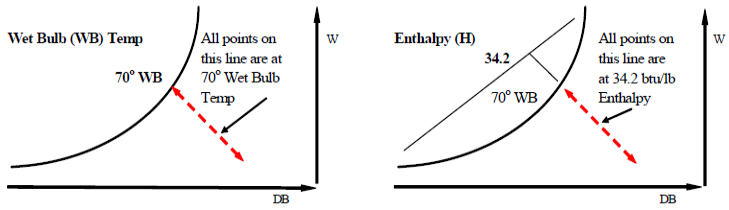 Wet Bulb (WB) Temp
All points on
this line are at
70° Wet Bulb
Temp
70° WB
W
DB
Enthalpy (H)
34.2
70° WB
All points on
this line are
at 34.2 btu/lb
Enthalpy
W
DB